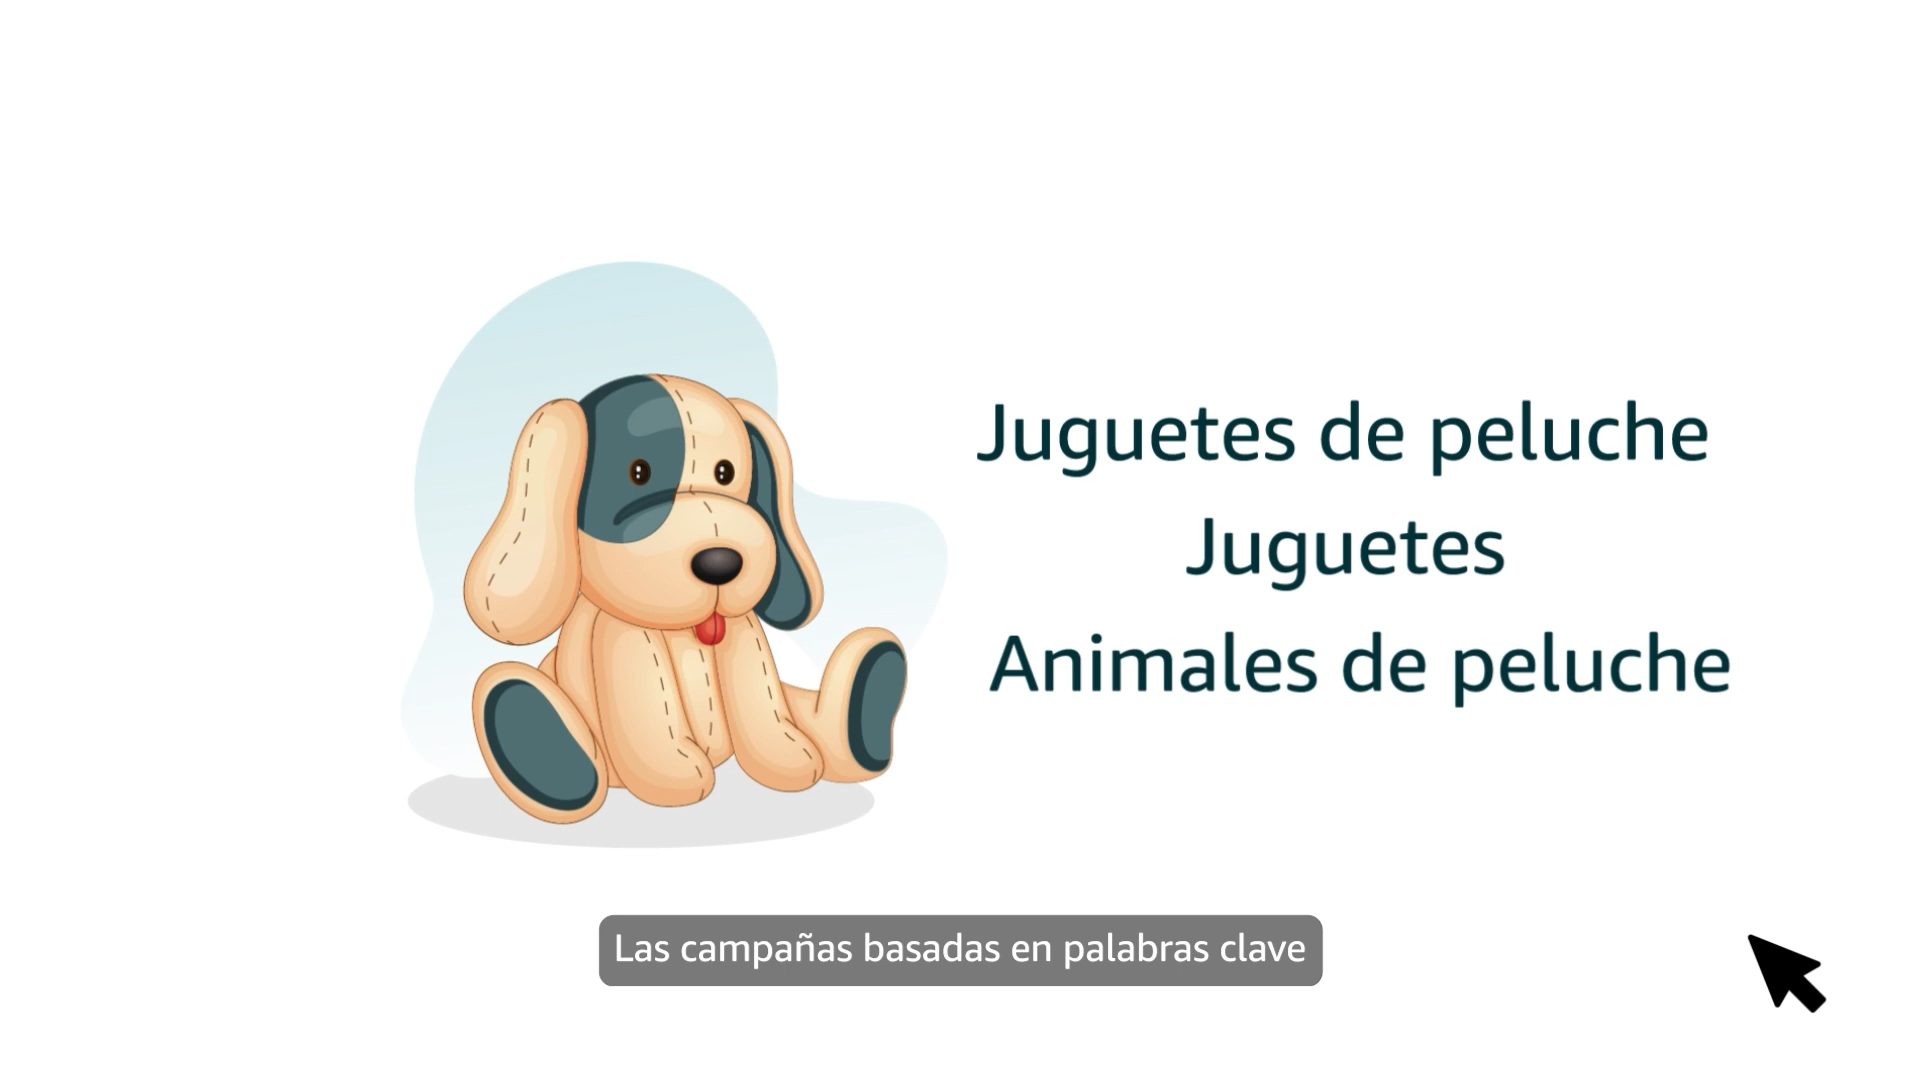 Juguetes de peluche
Juguetes
Animales de peluche
Las campañas basadas en palabras clave